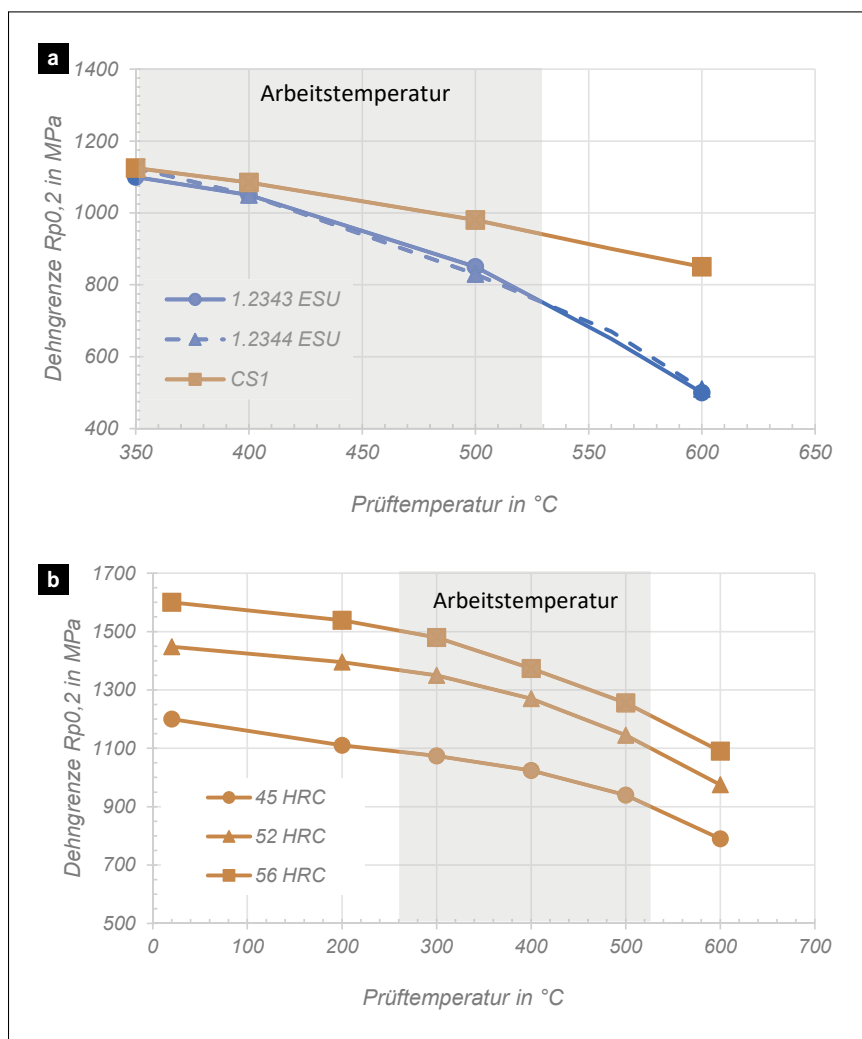 a
1400
Arbeitstemperatur
1200
1000
800
600
400
Dehngrenze Rp0,2 in MPa
1.2343 ESU
1.2344 ESU
CS1
350 400 450 500 550 600 650
Prüftemperatur in °C
b
1700
Arbeitstemperatur
1500
1300
1100
900
700
500
Dehngrenze Rp0,2 in MPa
45 HRC
52 HRC
56 HRC
0 100 200 300 400 500 600 700
Prüftemperatur in °C